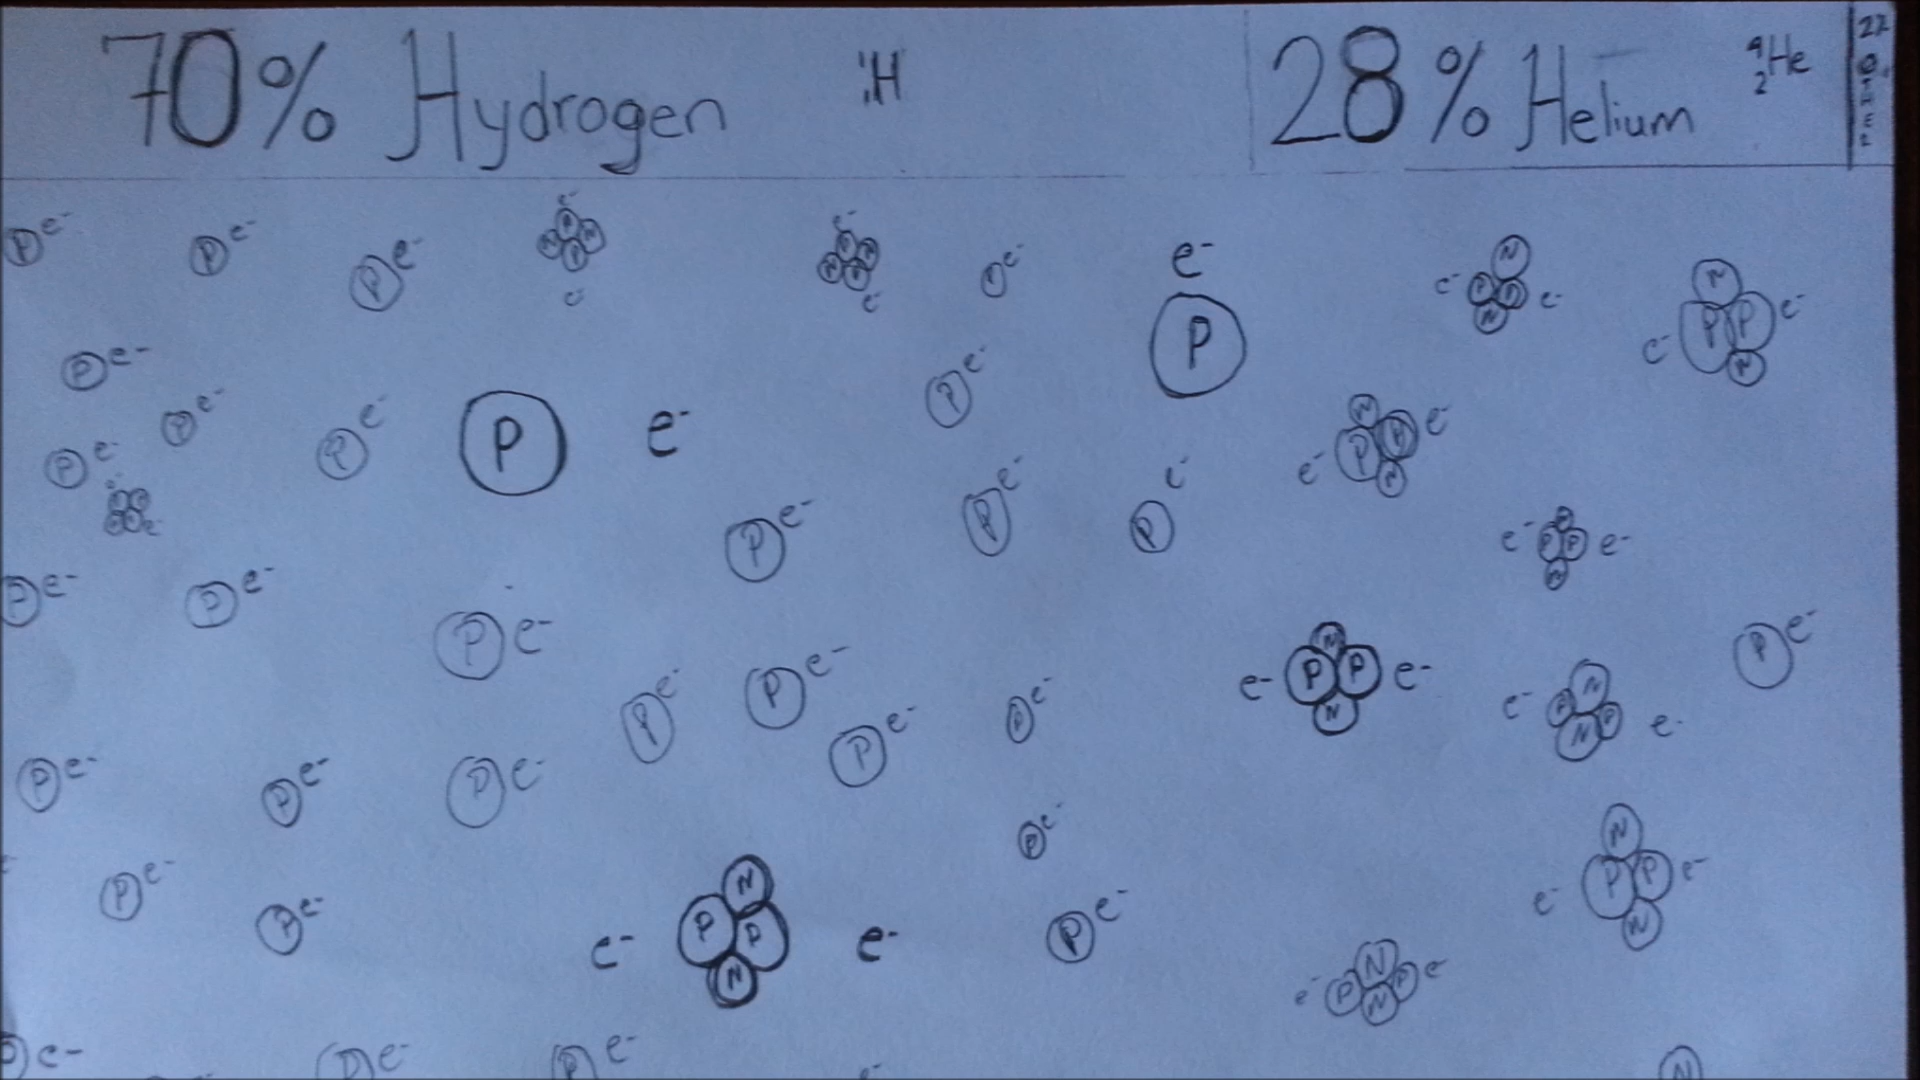 70% Hydrogen ¹₁H 28% Helium ⁴₂He 2% OTHER
P e- P e- P e- e- N P P N e- e- N P P N e- P e- e- P e- N P P N e- e- N P P N e-
P e- P e- e- N P P N e-
P e- P e- P e- P e-
P e- P e- P e- e- N P P N e-
P e- P e- P e-
P e- e- N P P N e- P e-
P e- P e- P e- e- N P P N e-
P e- P e- P e- P e-
P e- e- N P P N e-
P e- P e- e- N P P N e- P e-
e- P N N P e-
P e- P e- P e- e- N